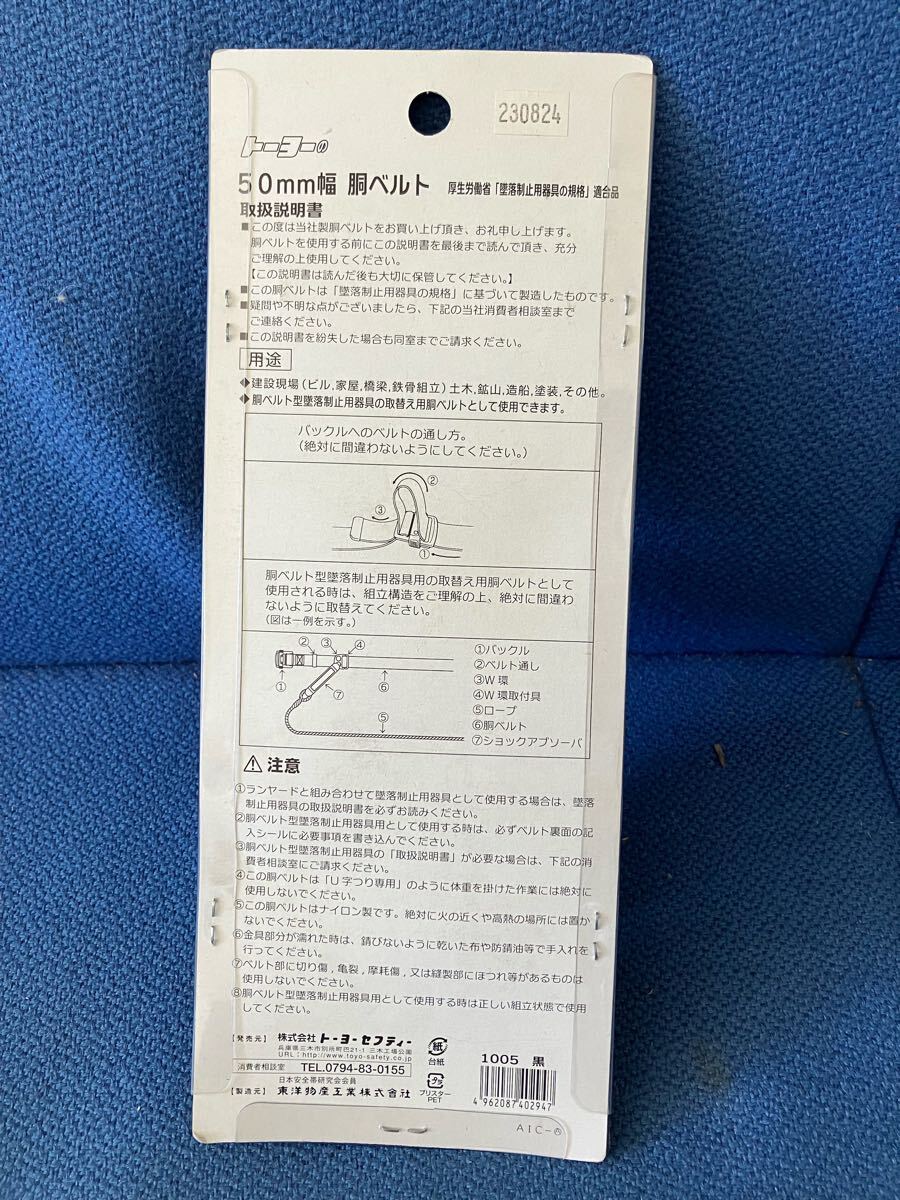 230824
トーヨーの
50mm幅 胴ベルト 厚生労働省「墜落制止用器具の規格」適合品
取扱説明書
■この度は当社製胴ベルトをお買い上げ頂き、お礼申し上げます。
胴ベルトを使用する前にこの説明書を最後まで読んで頂き、充分
ご理解の上使用してください。
【この説明書は読んだ後も大切に保管してください。】
■この胴ベルトは「墜落制止用器具の規格」に基づいて製造したものです。
■疑問や不明な点がございましたら、下記の当社消費者相談室まで
ご連絡ください。
■この説明書を紛失した場合も同室までご請求ください。
用途
◆建設現場(ビル,家屋,橋梁,鉄骨組立)土木,鉱山,造船,塗装,その他。
◆胴ベルト型墜落制止用器具の取替え用胴ベルトとして使用できます。
バックルへのベルトの通し方。
(絶対に間違わないようにしてください。)
②
③
①
胴ベルト型墜落制止用器具用の取替え用胴ベルトとして
使用される時は、組立構造をご理解の上、絶対に間違わ
ないように取替えてください。
(図は一例を示す。)
② ③ ④
① ⑦ ⑥
⑤
①バックル
②ベルト通し
③W環
④W環取付具
⑤ロープ
⑥胴ベルト
⑦ショックアブソーバ
⚠ 注意
①ランヤードと組み合わせて墜落制止用器具として使用する場合は、墜落
制止用器具の取扱説明書を必ずお読みください。
②胴ベルト型墜落制止用器具用として使用する時は、必ずベルト裏面の記
入シールに必要事項を書き込んでください。
③胴ベルト型墜落制止用器具の「取扱説明書」が必要な場合は、下記の消
費者相談室にご請求ください。
④この胴ベルトは「U字つり専用」のように体重を掛けた作業には絶対に
使用しないでください。
⑤この胴ベルトはナイロン製です。絶対に火の近くや高熱の場所には置か
ないでください。
⑥金具部分が濡れた時は、錆びないように乾いた布や防錆油等で手入れを
行ってください。
⑦ベルト部に切り傷,亀裂,摩耗傷,又は縫製部にほつれ等があるものは
使用しないでください。
⑧胴ベルト型墜落制止用器具用として使用する時は正しい組立状態で使用
してください。
【発売元】 株式会社 トーヨーセフティー
兵庫県三木市別所町巴21-1 三木工場公園
URL:http://www.toyo-safety.co.jp
消費者相談室 TEL.0794-83-0155
日本安全帯研究会会員
【製造元】 東洋物産工業株式会社
紙
台紙
プラ
ブリスター
PET
1005 黒
4 962087 402947
AIC-㋅